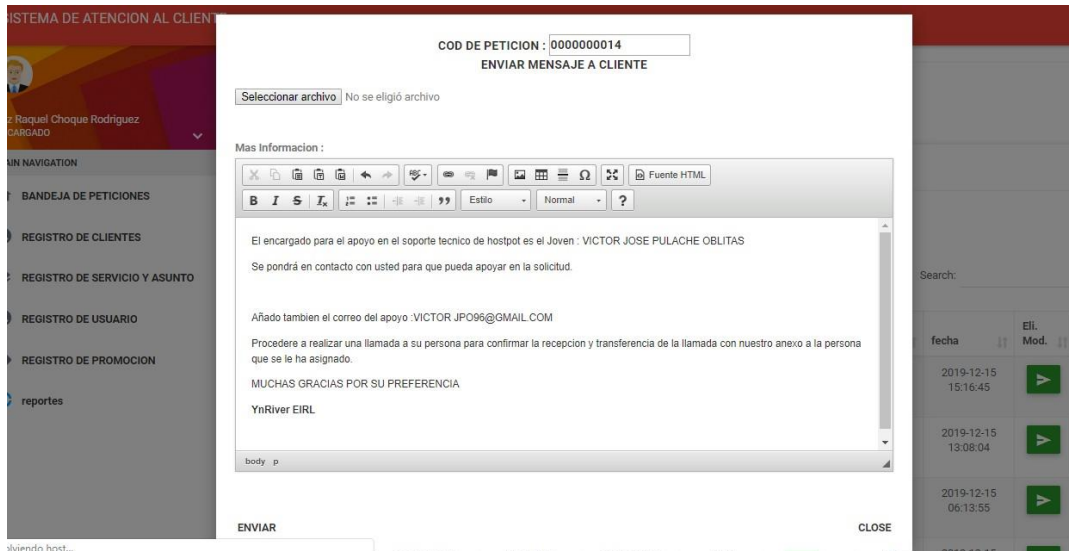 SISTEMA DE ATENCION AL CLIENT
COD DE PETICION : 0000000014
ENVIAR MENSAJE A CLIENTE
Seleccionar archivo No se eligió archivo
Raquel Choque Rodriguez
CARGADO
Mas Informacion :
AIN NAVIGATION
Fuente HTML
BANDEJA DE PETICIONES
B I S Ix Estilo Normal ?
REGISTRO DE CLIENTES
El encargado para el apoyo en el soporte tecnico de hostpot es el Joven : VICTOR JOSE PULACHE OBLITAS
Se pondrá en contacto con usted para que pueda apoyar en la solicitud.
REGISTRO DE SERVICIO Y ASUNTO
Search:
REGISTRO DE USUARIO
Añado tambien el correo del apoyo :VICTOR JPO96@GMAIL.COM
REGISTRO DE PROMOCION
Procedere a realizar una llamada a su persona para confirmar la recepcion y transferencia de la llamada con nuestro anexo a la persona
que se le ha asignado.
fecha
Eli.
Mod.
MUCHAS GRACIAS POR SU PREFERENCIA
2019-12-15
15:16:45
reportes
YnRiver EIRL
2019-12-15
13:08:04
body p
2019-12-15
06:13:55
ENVIAR
CLOSE
olviendo host...